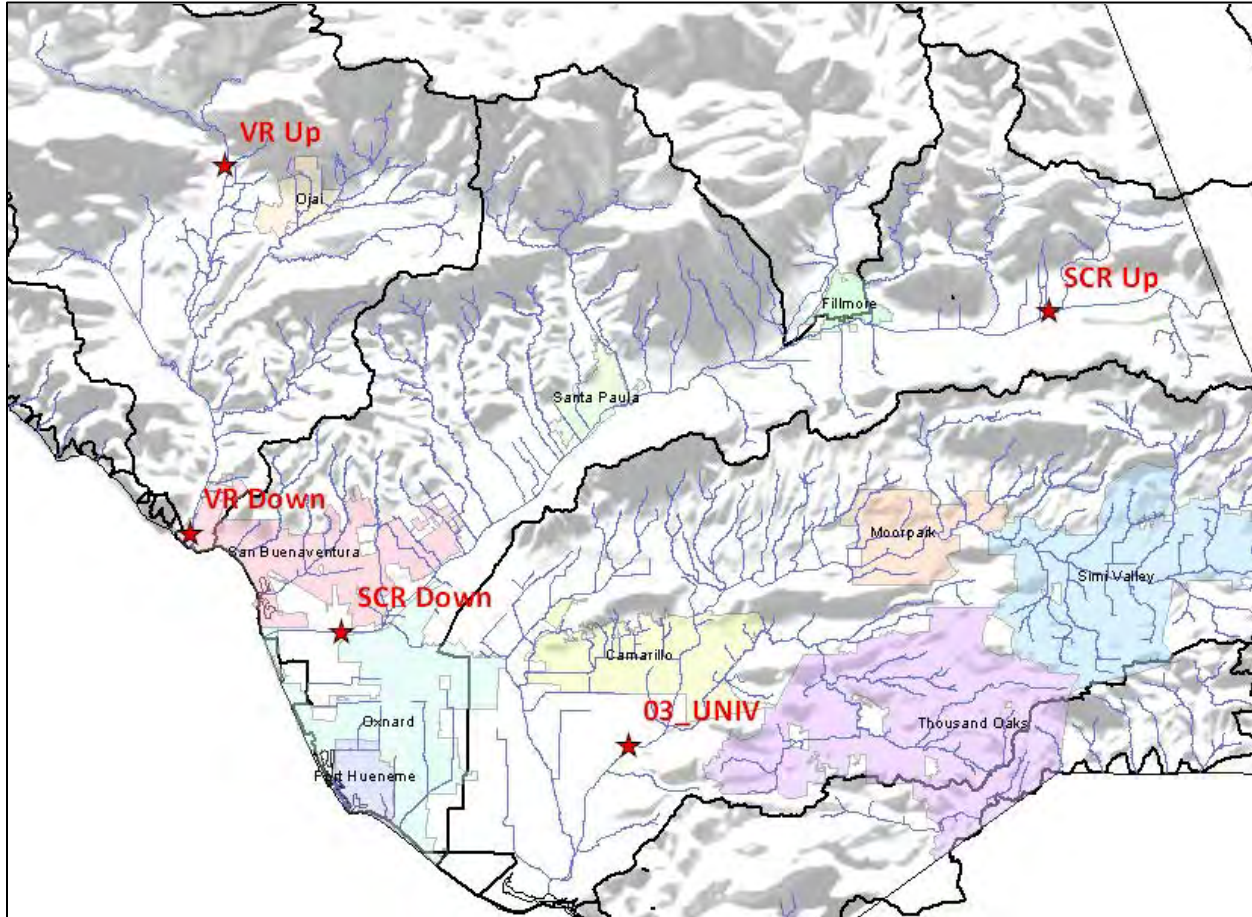 VR Up
Ojai
SCR Up
Fillmore
Santa Paula
VR Down
San Buenaventura
Moorpark
Simi Valley
SCR Down
Camarillo
03_UNIV
Oxnard
Thousand Oaks
Port Hueneme